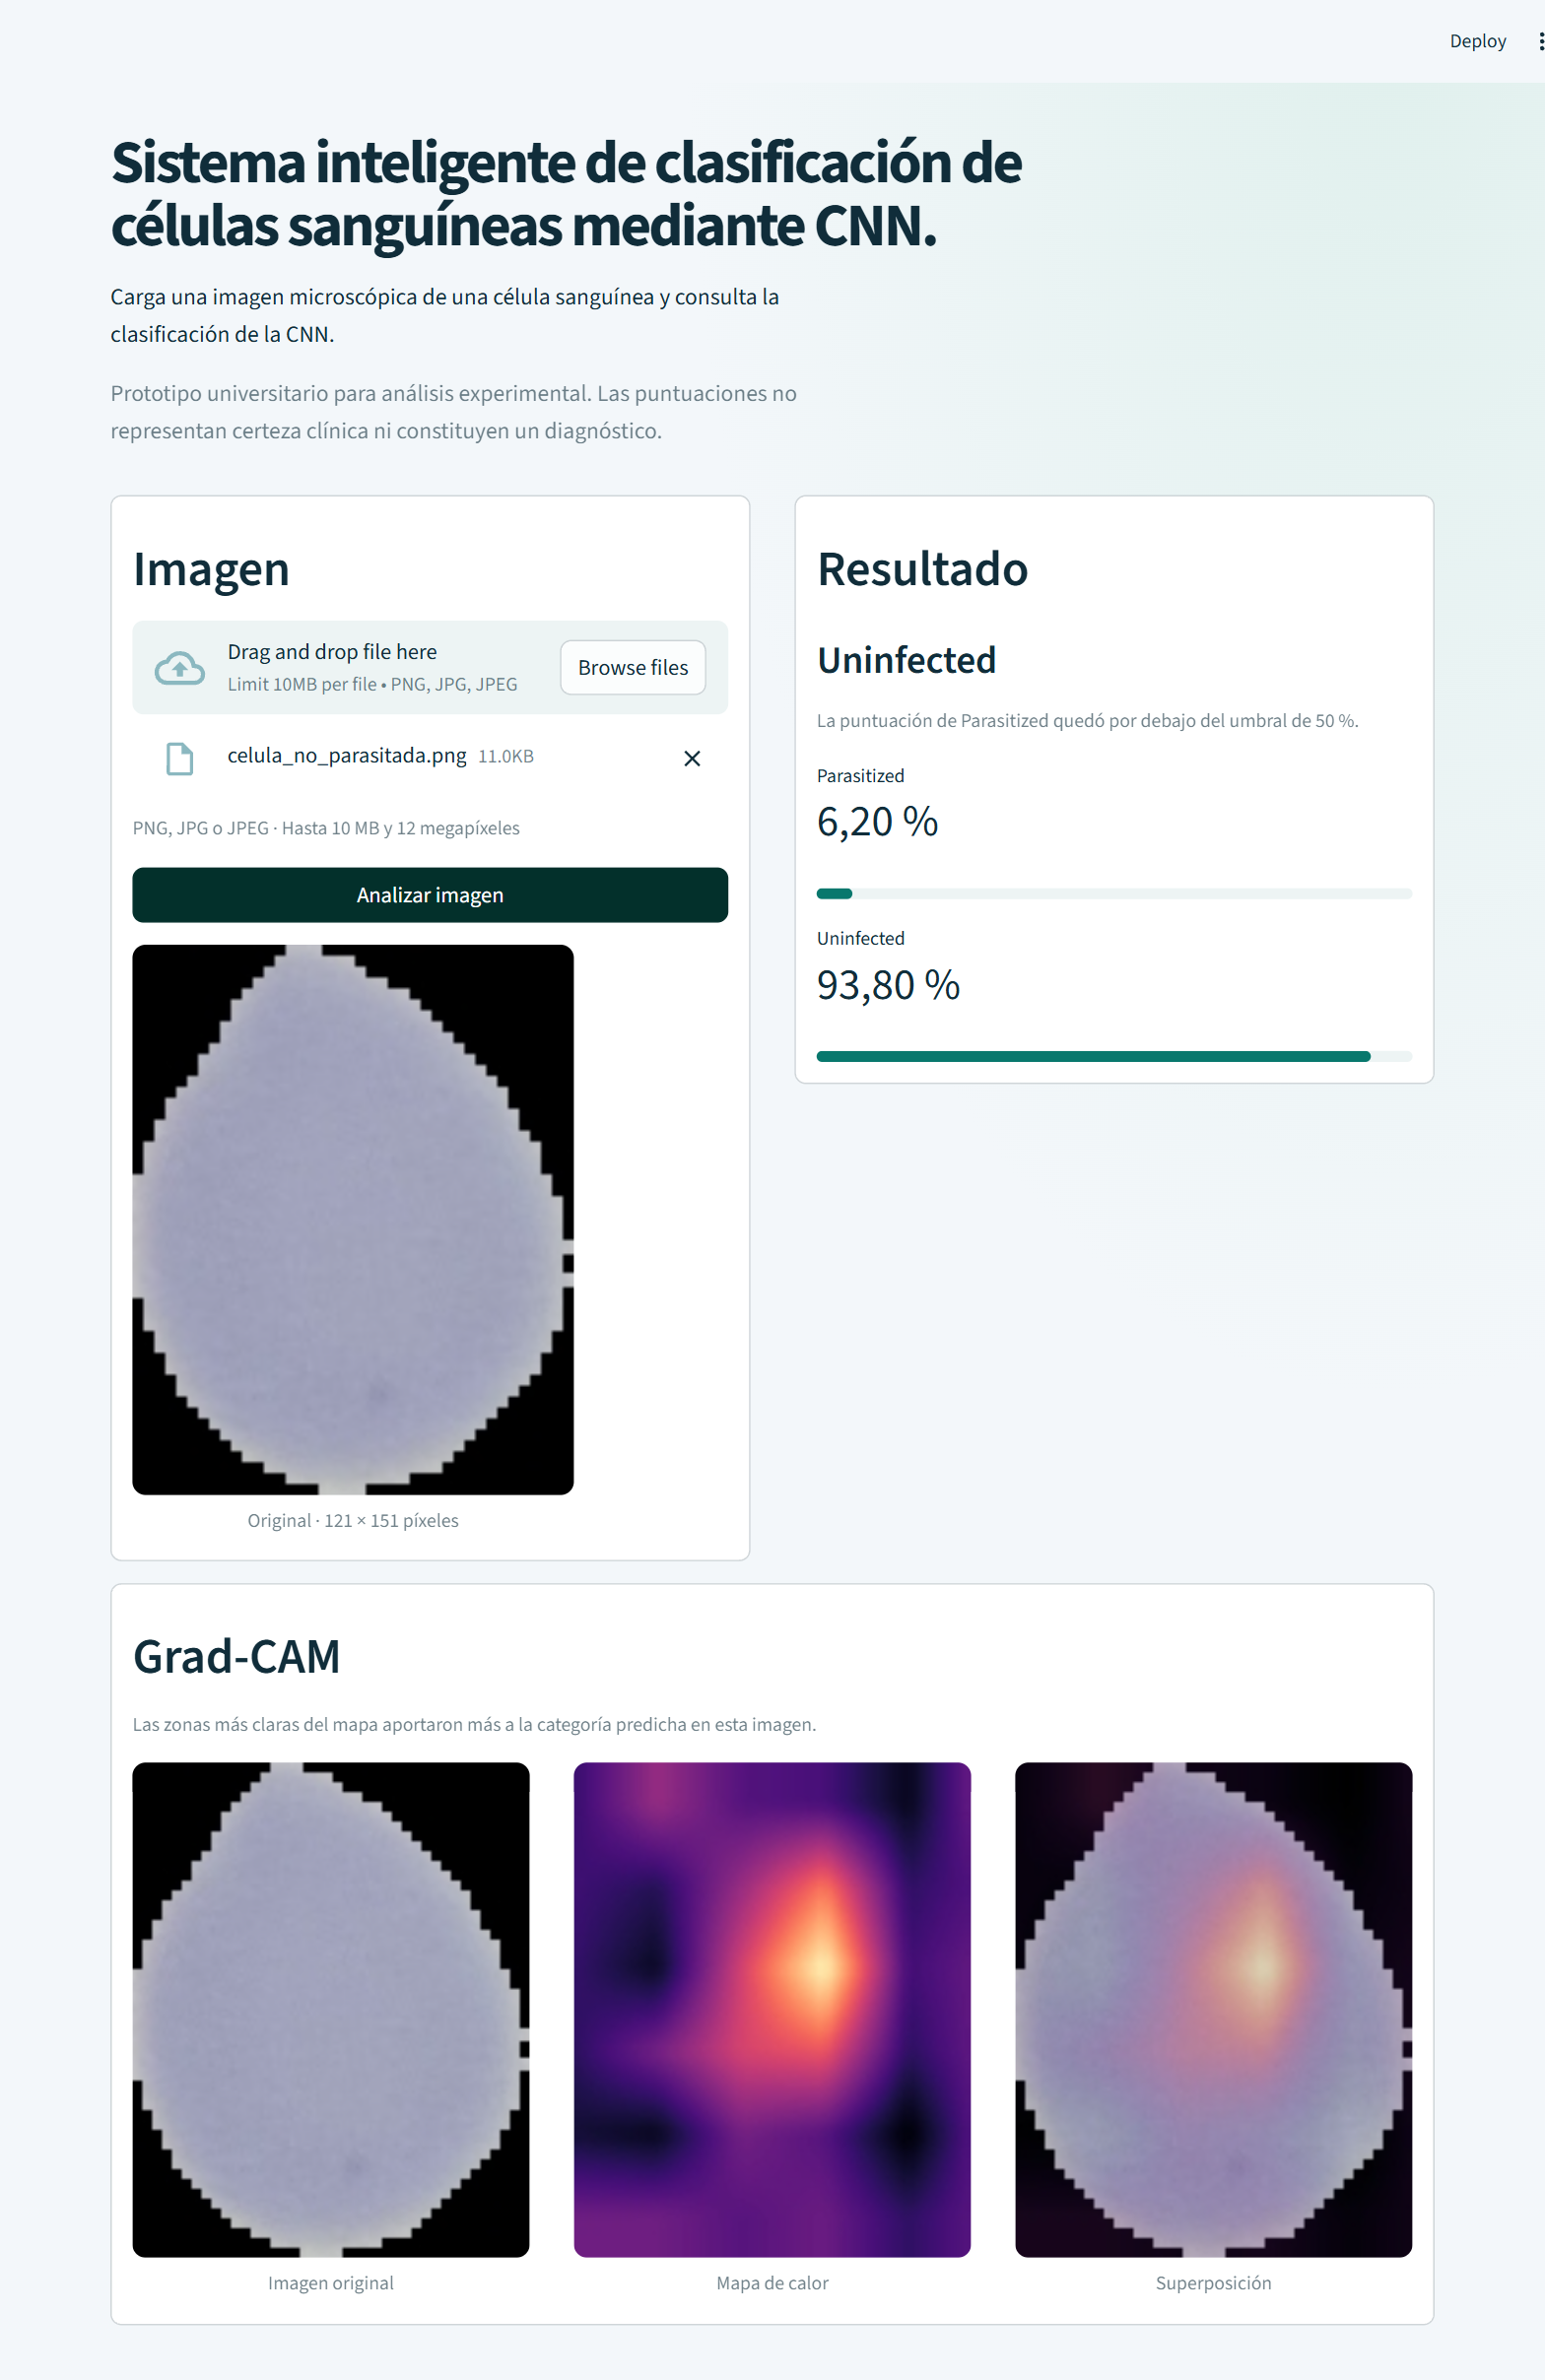 Deploy
Sistema inteligente de clasificación de
células sanguíneas mediante CNN.
Carga una imagen microscópica de una célula sanguínea y consulta la
clasificación de la CNN.
Prototipo universitario para análisis experimental. Las puntuaciones no
representan certeza clínica ni constituyen un diagnóstico.
Imagen
Drag and drop file here
Limit 10MB per file • PNG, JPG, JPEG
Browse files
celula_no_parasitada.png 11.0KB
PNG, JPG o JPEG · Hasta 10 MB y 12 megapíxeles
Analizar imagen
Original · 121 × 151 píxeles
Resultado
Uninfected
La puntuación de Parasitized quedó por debajo del umbral de 50 %.
Parasitized
6,20 %
Uninfected
93,80 %
Grad-CAM
Las zonas más claras del mapa aportaron más a la categoría predicha en esta imagen.
Imagen original
Mapa de calor
Superposición